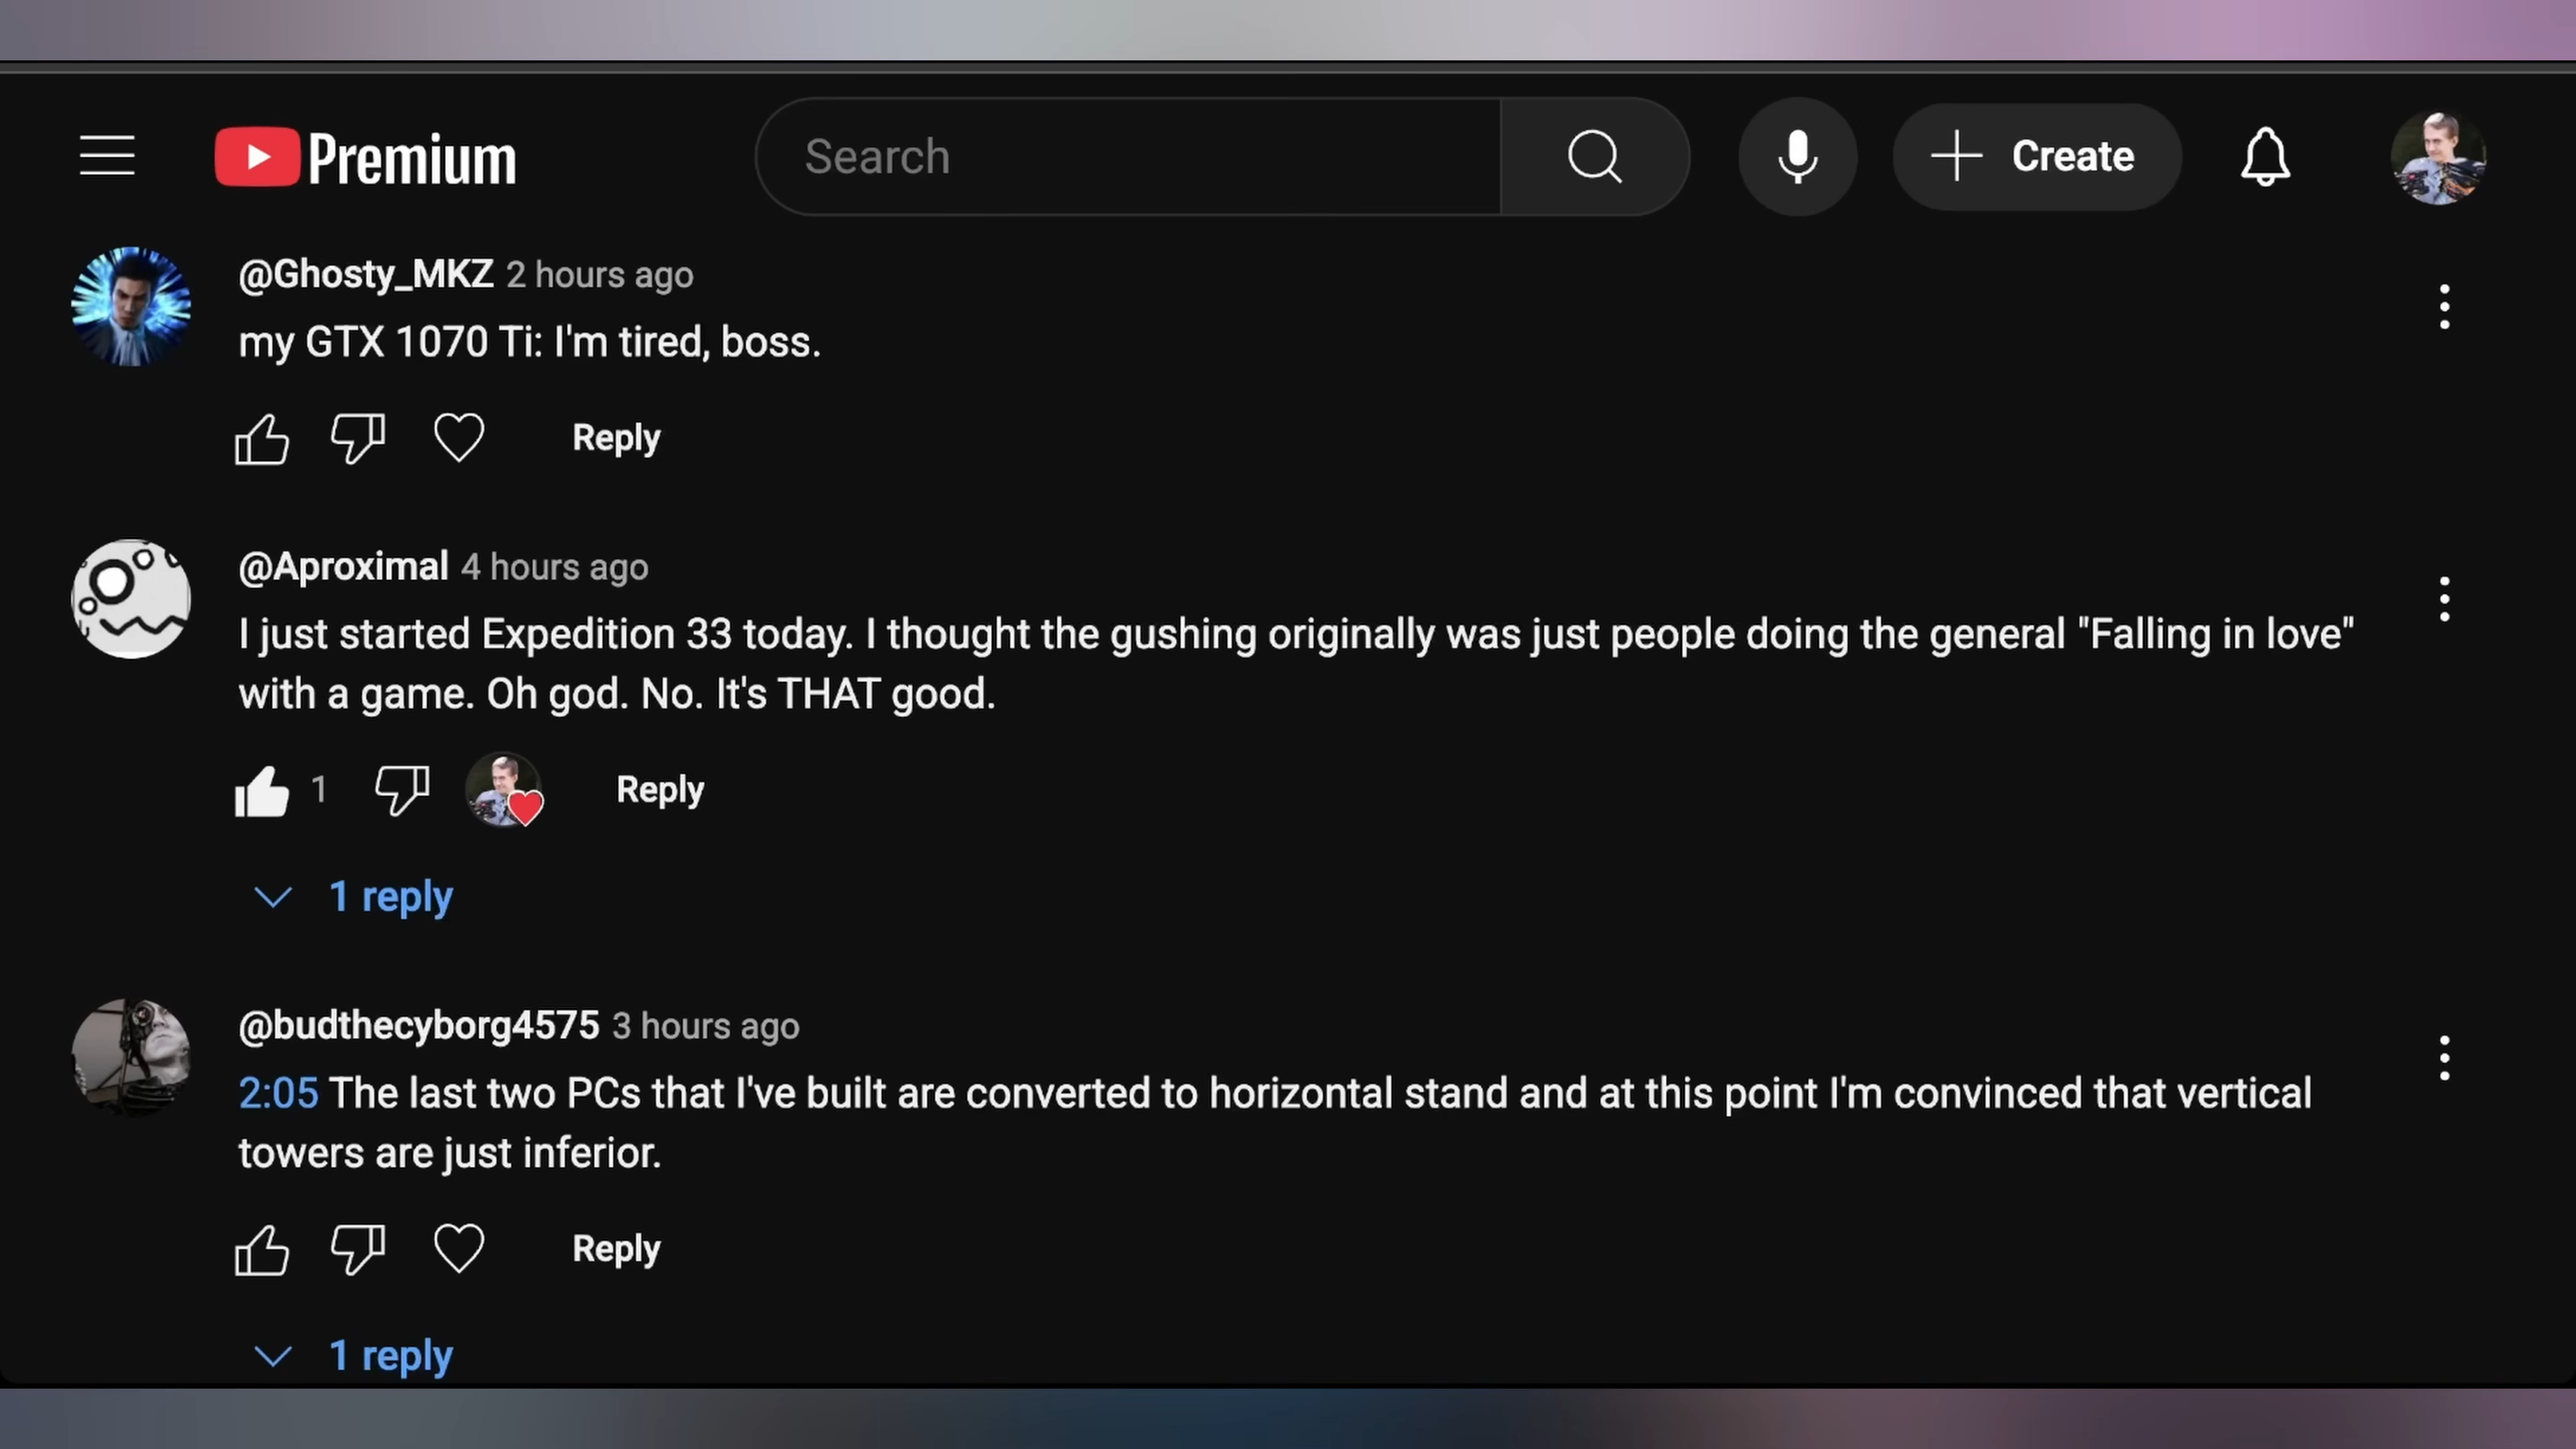 Premium
Search
Create
@Ghosty_MKZ 2 hours ago
my GTX 1070 Ti: I'm tired, boss.
Reply
@Aproximal 4 hours ago
I just started Expedition 33 today. I thought the gushing originally was just people doing the general "Falling in love"
with a game. Oh god. No. It's THAT good.
1
Reply
1 reply
@budthecyborg4575 3 hours ago
2:05 The last two PCs that I've built are converted to horizontal stand and at this point I'm convinced that vertical
towers are just inferior.
Reply
1 reply